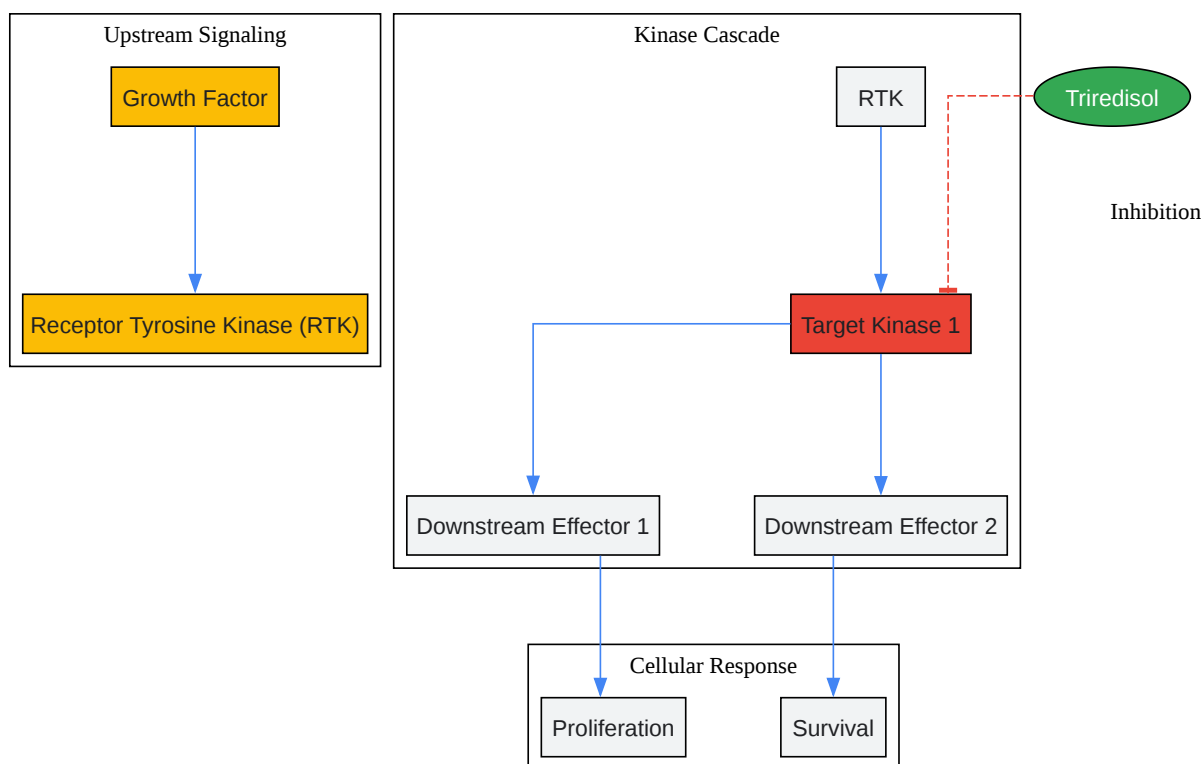 Upstream Signaling
Growth Factor
Receptor Tyrosine Kinase (RTK)
Kinase Cascade
RTK
Triredisol
Inhibition
Target Kinase 1
Downstream Effector 1
Downstream Effector 2
Cellular Response
Proliferation
Survival